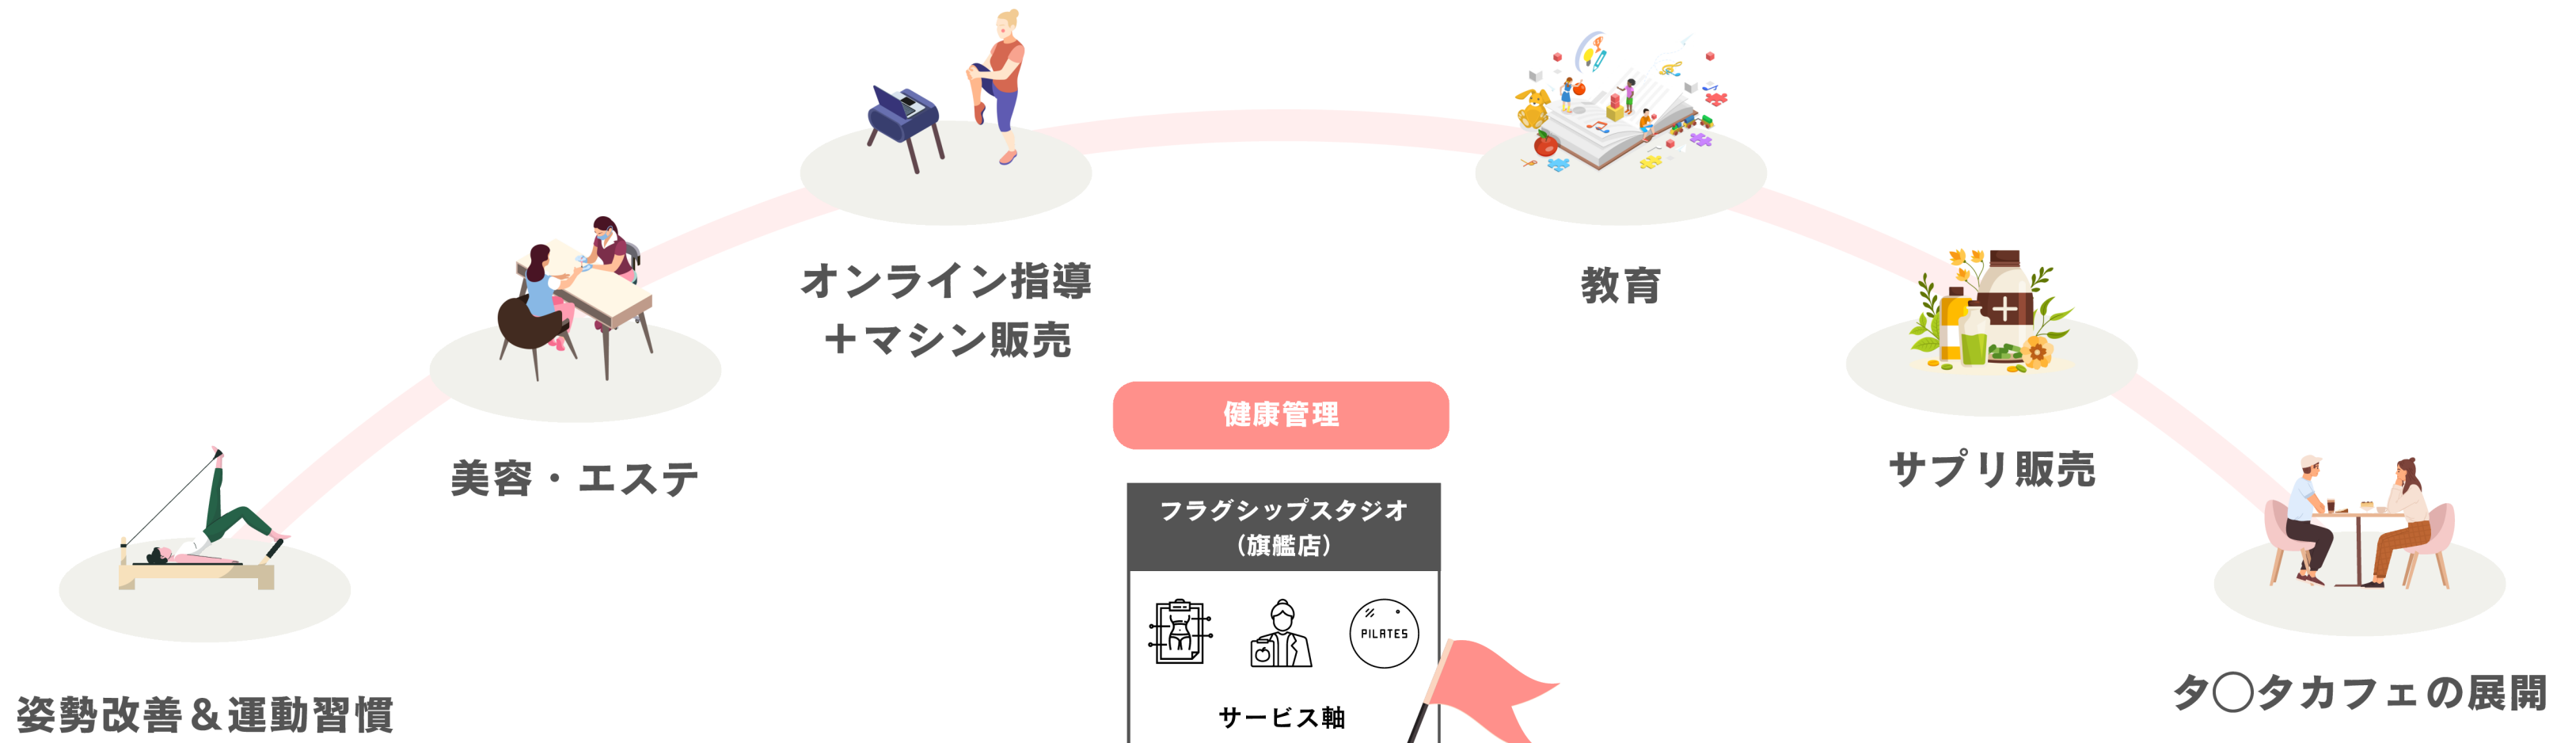 オンライン指導
＋マシン販売
教育
美容・エステ
サプリ販売
姿勢改善＆運動習慣
タ〇タカフェの展開
健康管理
フラグシップスタジオ
（旗艦店）
PILATES
サービス軸